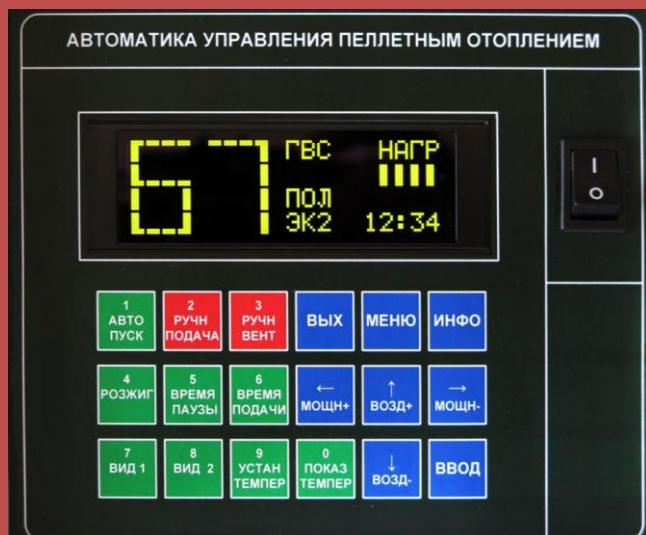 АВТОМАТИКА УПРАВЛЕНИЯ ПЕЛЛЕТНЫМ ОТОПЛЕНИЕМ
67 ГВС НАГР
ПОЛ
ЭК2 12:34
I
O
1 АВТО ПУСК
2 РУЧН ПОДАЧА
3 РУЧН ВЕНТ
ВЫХ
МЕНЮ
ИНФО
4 РОЗЖИГ
5 ВРЕМЯ ПАУЗЫ
6 ВРЕМЯ ПОДАЧИ
← МОЩН+
↑ ВОЗД+
→ МОЩН-
7 ВИД 1
8 ВИД 2
9 УСТАН ТЕМПЕР
0 ПОКАЗ ТЕМПЕР
↓ ВОЗД-
ВВОД